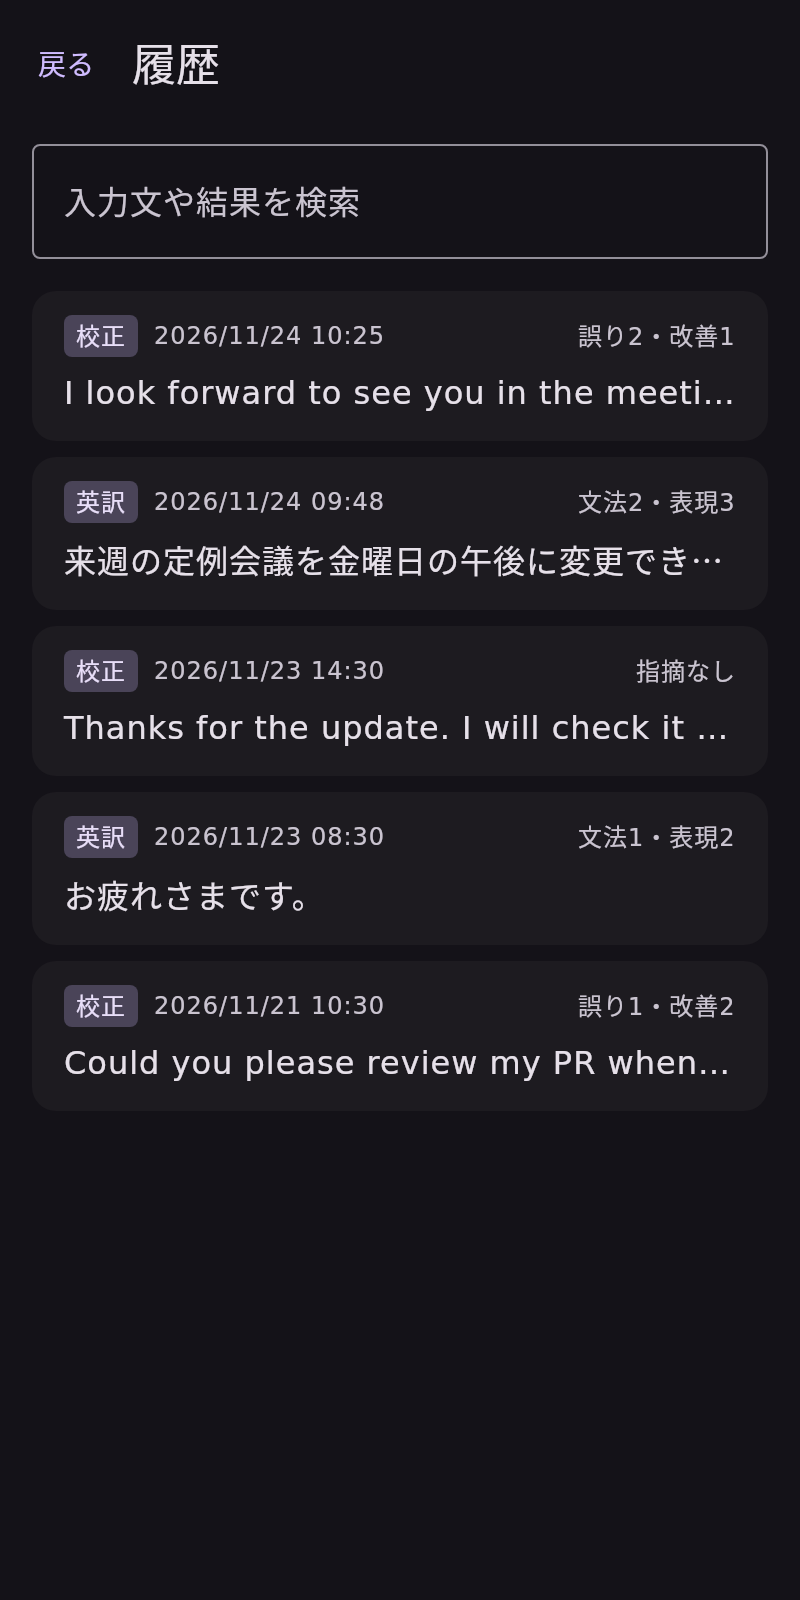 戻る 履歴
入力文や結果を検索
校正 2026/11/24 10:25 誤り2・改善1
I look forward to see you in the meeti...
英訳 2026/11/24 09:48 文法2・表現3
来週の定例会議を金曜日の午後に変更でき…
校正 2026/11/23 14:30 指摘なし
Thanks for the update. I will check it ...
英訳 2026/11/23 08:30 文法1・表現2
お疲れさまです。
校正 2026/11/21 10:30 誤り1・改善2
Could you please review my PR when...